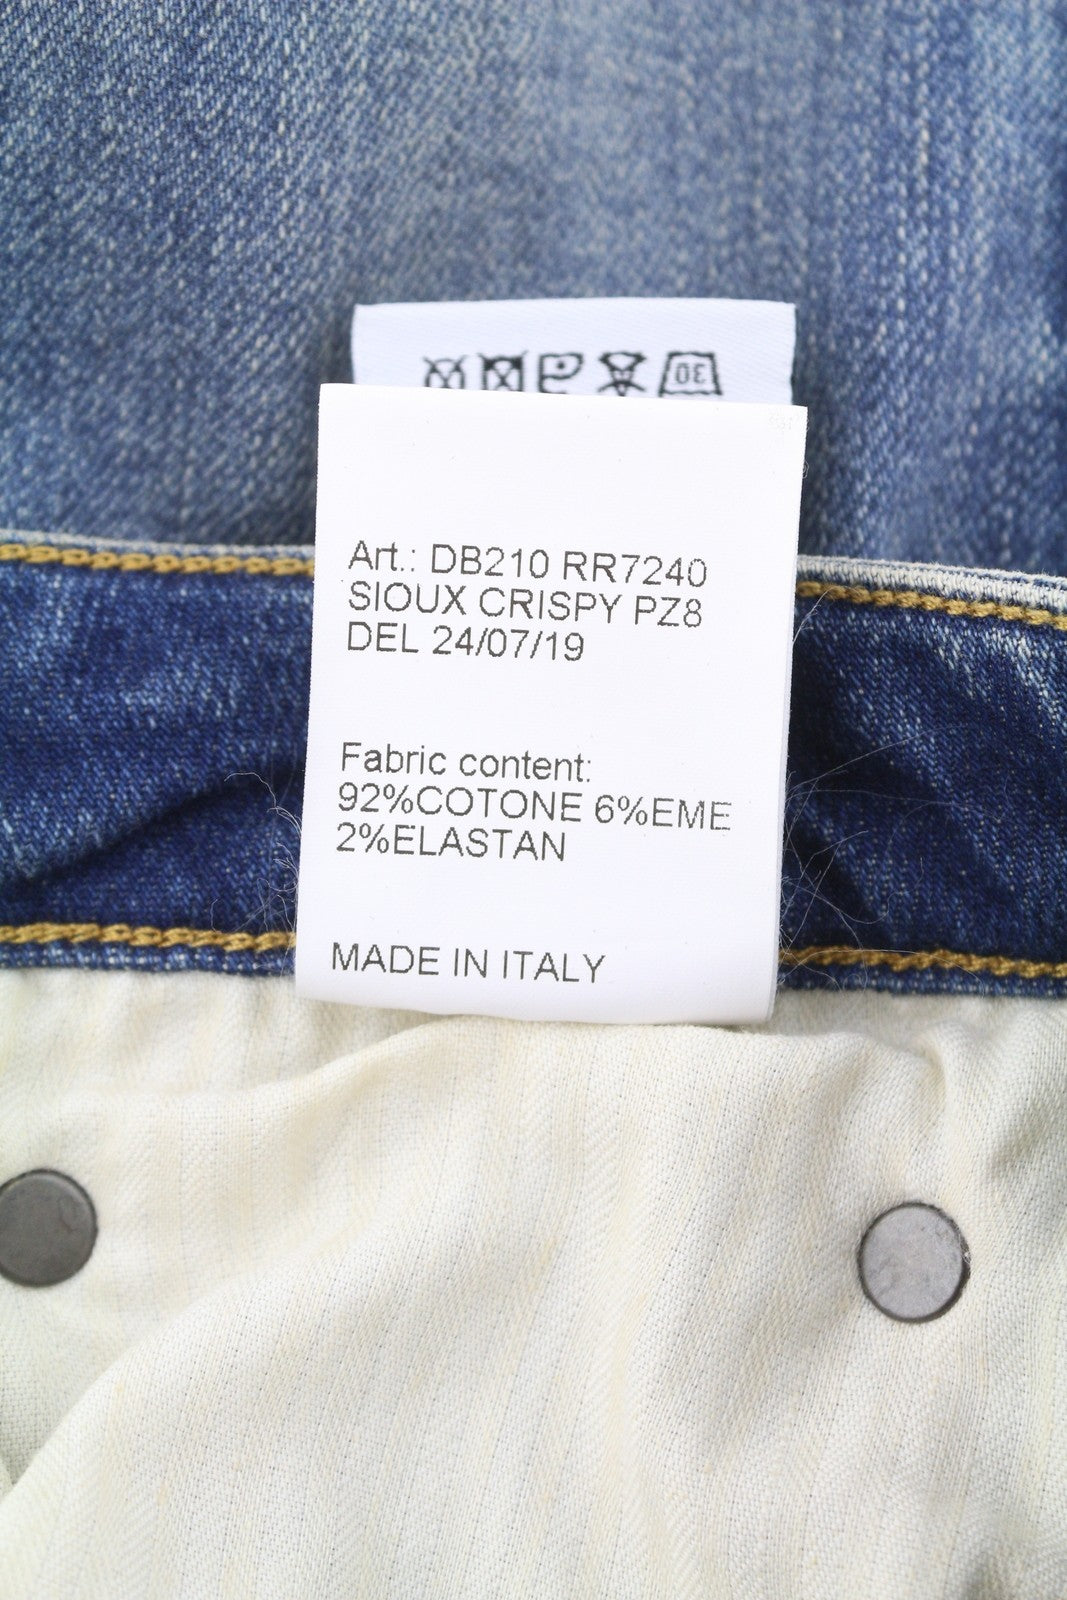 30
Art.: DB210 RR7240
SIOUX CRISPY PZ8
DEL 24/07/19
Fabric content:
92%COTONE 6%EME
2%ELASTAN
MADE IN ITALY